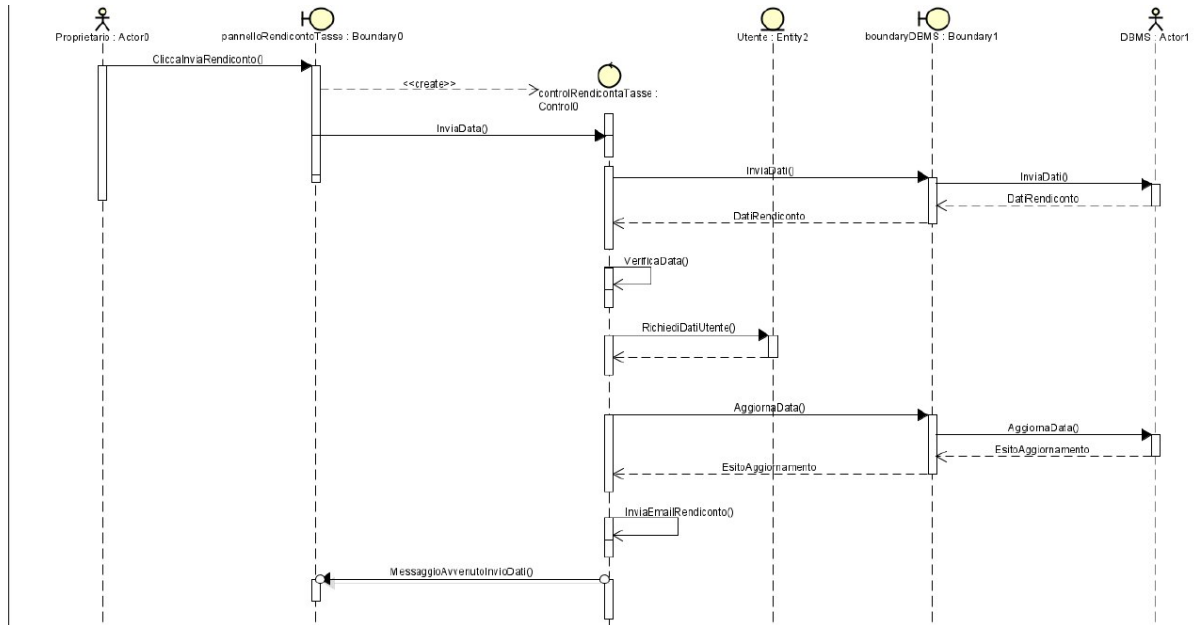 Proprietario : Actor0
pannelloRendicontoTasse : Boundary0
Utente : Entity2
boundaryDBMS : Boundary1
DBMS : Actor1
CliccaInviaRendiconto()
<<create>>
controlRendicontaTasse :
Control0
InviaData()
InviaDati()
InviaDati()
DatiRendiconto
DatiRendiconto
VerificaData()
RichiediDatiUtente()
AggiornaData()
AggiornaData()
EsitoAggiornamento
EsitoAggiornamento
InviaEmailRendiconto()
MessaggioAvvenutoInvioDati()